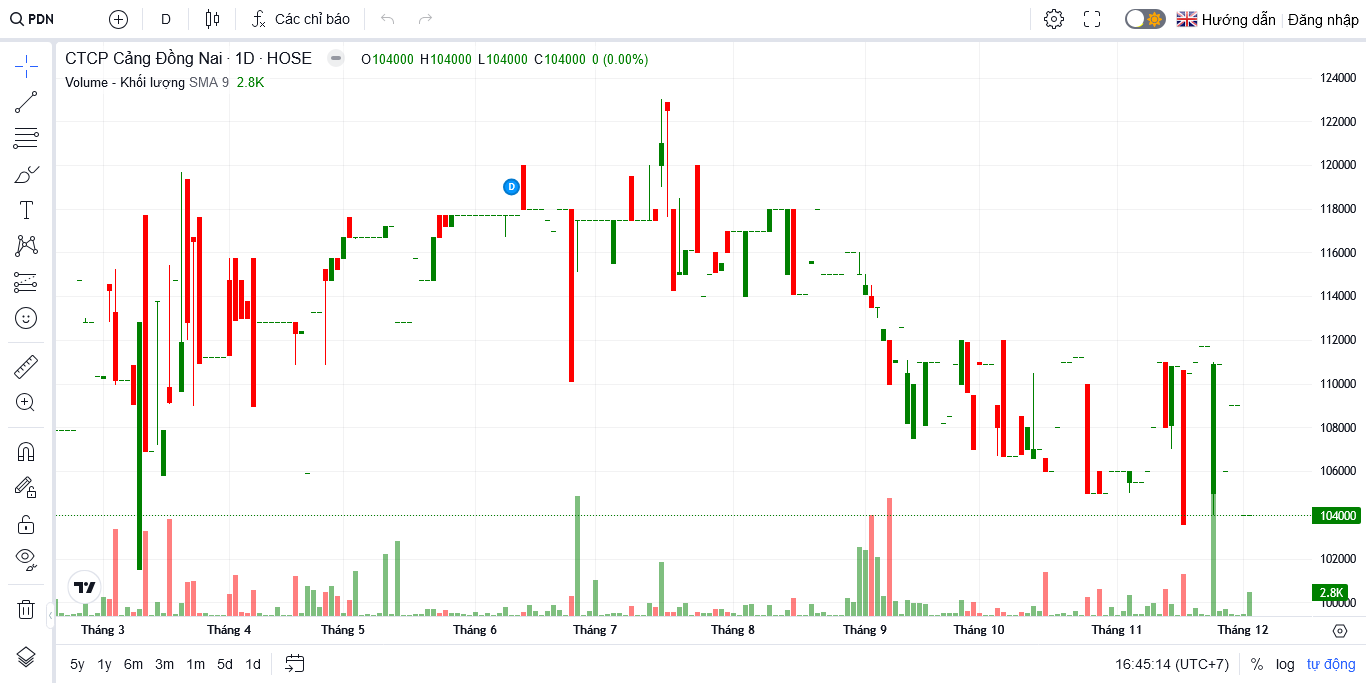 PDN D Các chỉ báo Hướng dẫn Đăng nhập
CTCP Cảng Đồng Nai · 1D · HOSE O104000 H104000 L104000 C104000 0 (0.00%)
Volume - Khối lượng SMA 9 2.8K
124000
122000
120000
D
118000
116000
114000
112000
110000
108000
106000
104000
102000
2.8K
100000
Tháng 3 Tháng 4 Tháng 5 Tháng 6 Tháng 7 Tháng 8 Tháng 9 Tháng 10 Tháng 11 Tháng 12
5y 1y 6m 3m 1m 5d 1d 16:45:14 (UTC+7) % log tự động